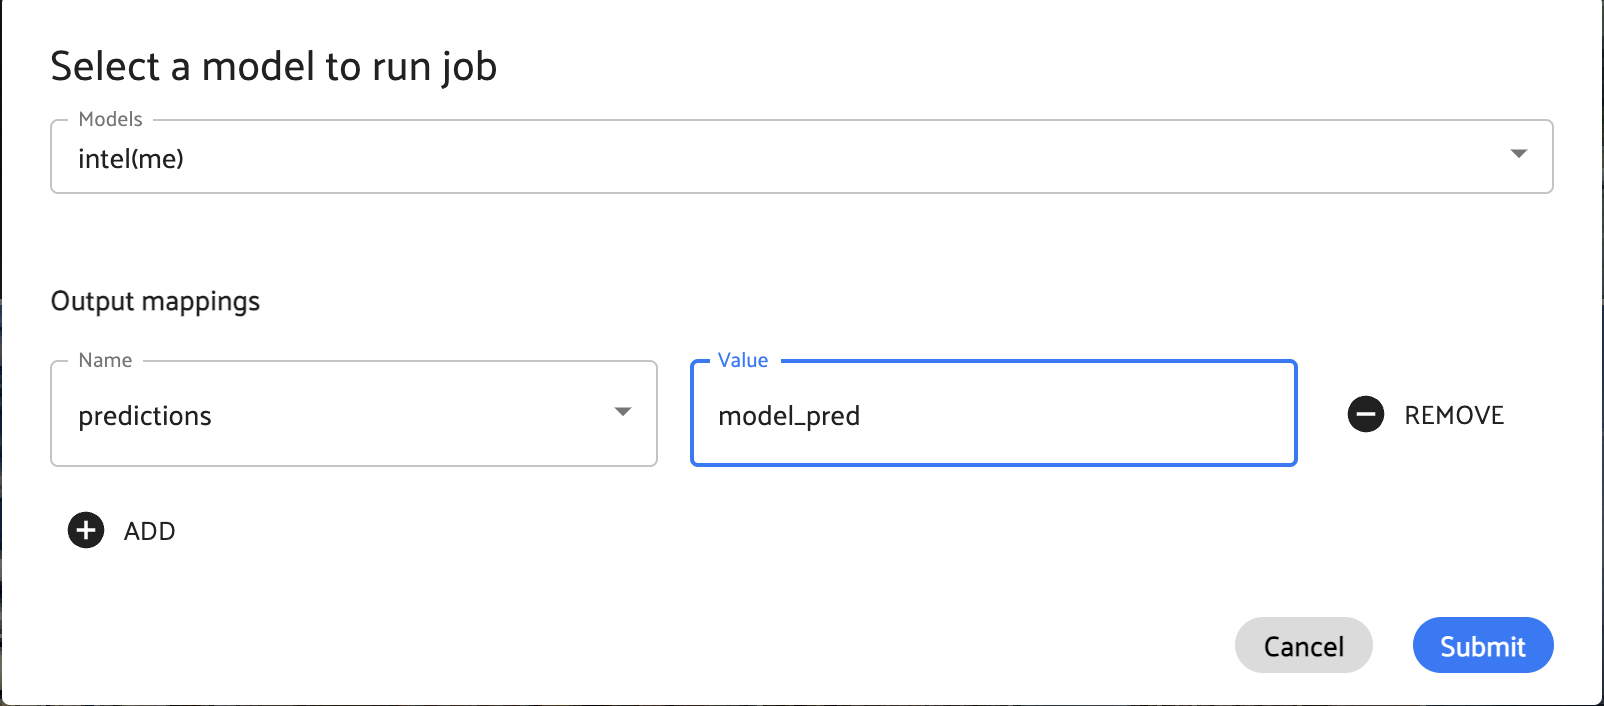 Select a model to run job
Models
intel(me)
Output mappings
Name
predictions
Value
model_pred
REMOVE
ADD
Cancel
Submit